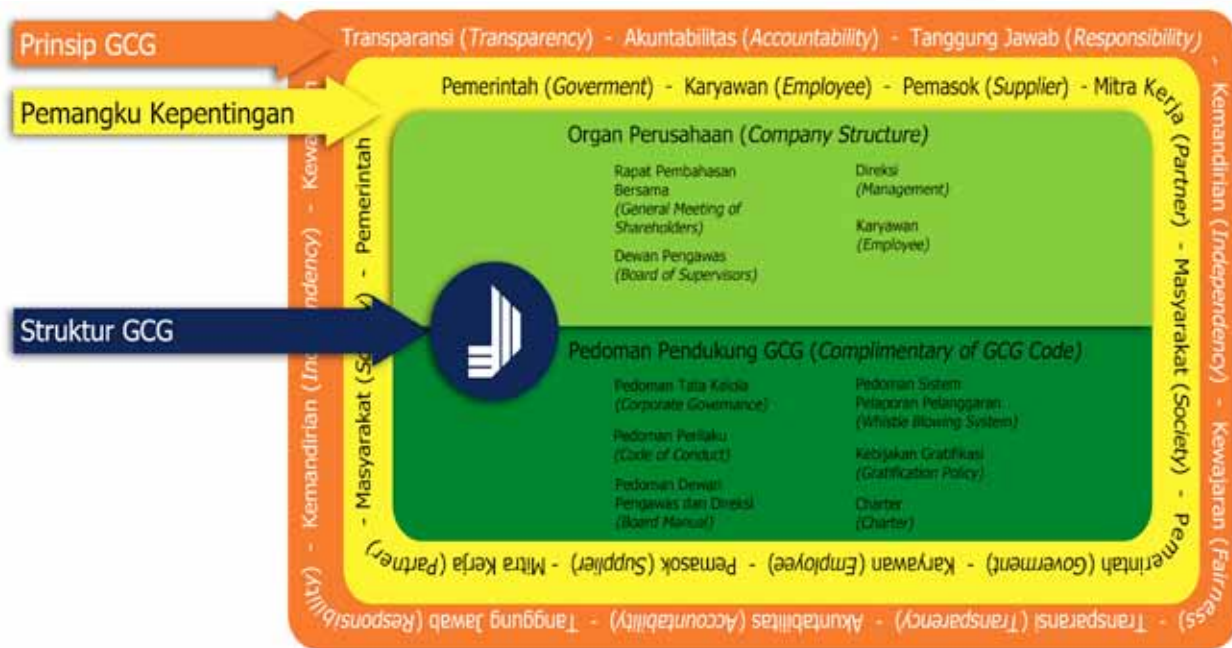 Prinsip GCG
Pemangku Kepentingan
Struktur GCG
Transparansi (Transparency) - Akuntabilitas (Accountability) - Tanggung Jawab (Responsibility)
- Kemandirian (Independency) - Kewajaran (Fairness)
- Transparansi (Transparency) - Akuntabilitas (Accountability) - Tanggung Jawab (Responsibility)
- Kemandirian
Pemerintah (Goverment) - Karyawan (Employee) - Pemasok (Supplier) - Mitra Kerja (Partner)
- Masyarakat (Society) - Pemerintah (Goverment)
- Karyawan (Employee) - Pemasok (Supplier) - Mitra Kerja (Partner)
- Masyarakat - Pemerintah
Organ Perusahaan (Company Structure)
Rapat Pembahasan
Bersama
(General Meeting of
Shareholders)
Dewan Pengawas
(Board of Supervisors)
Direksi
(Management)
Karyawan
(Employee)
Pedoman Pendukung GCG (Complimentary of GCG Code)
Pedoman Tata Kelola
(Corporate Governance)
Pedoman Perilaku
(Code of Conduct)
Pedoman Dewan
Pengawas dan Direksi
(Board Manual)
Pedoman Sistem
Pelaporan Pelanggaran
(Whistle Blowing System)
Kebijakan Gratifikasi
(Gratification Policy)
Charter
(Charter)